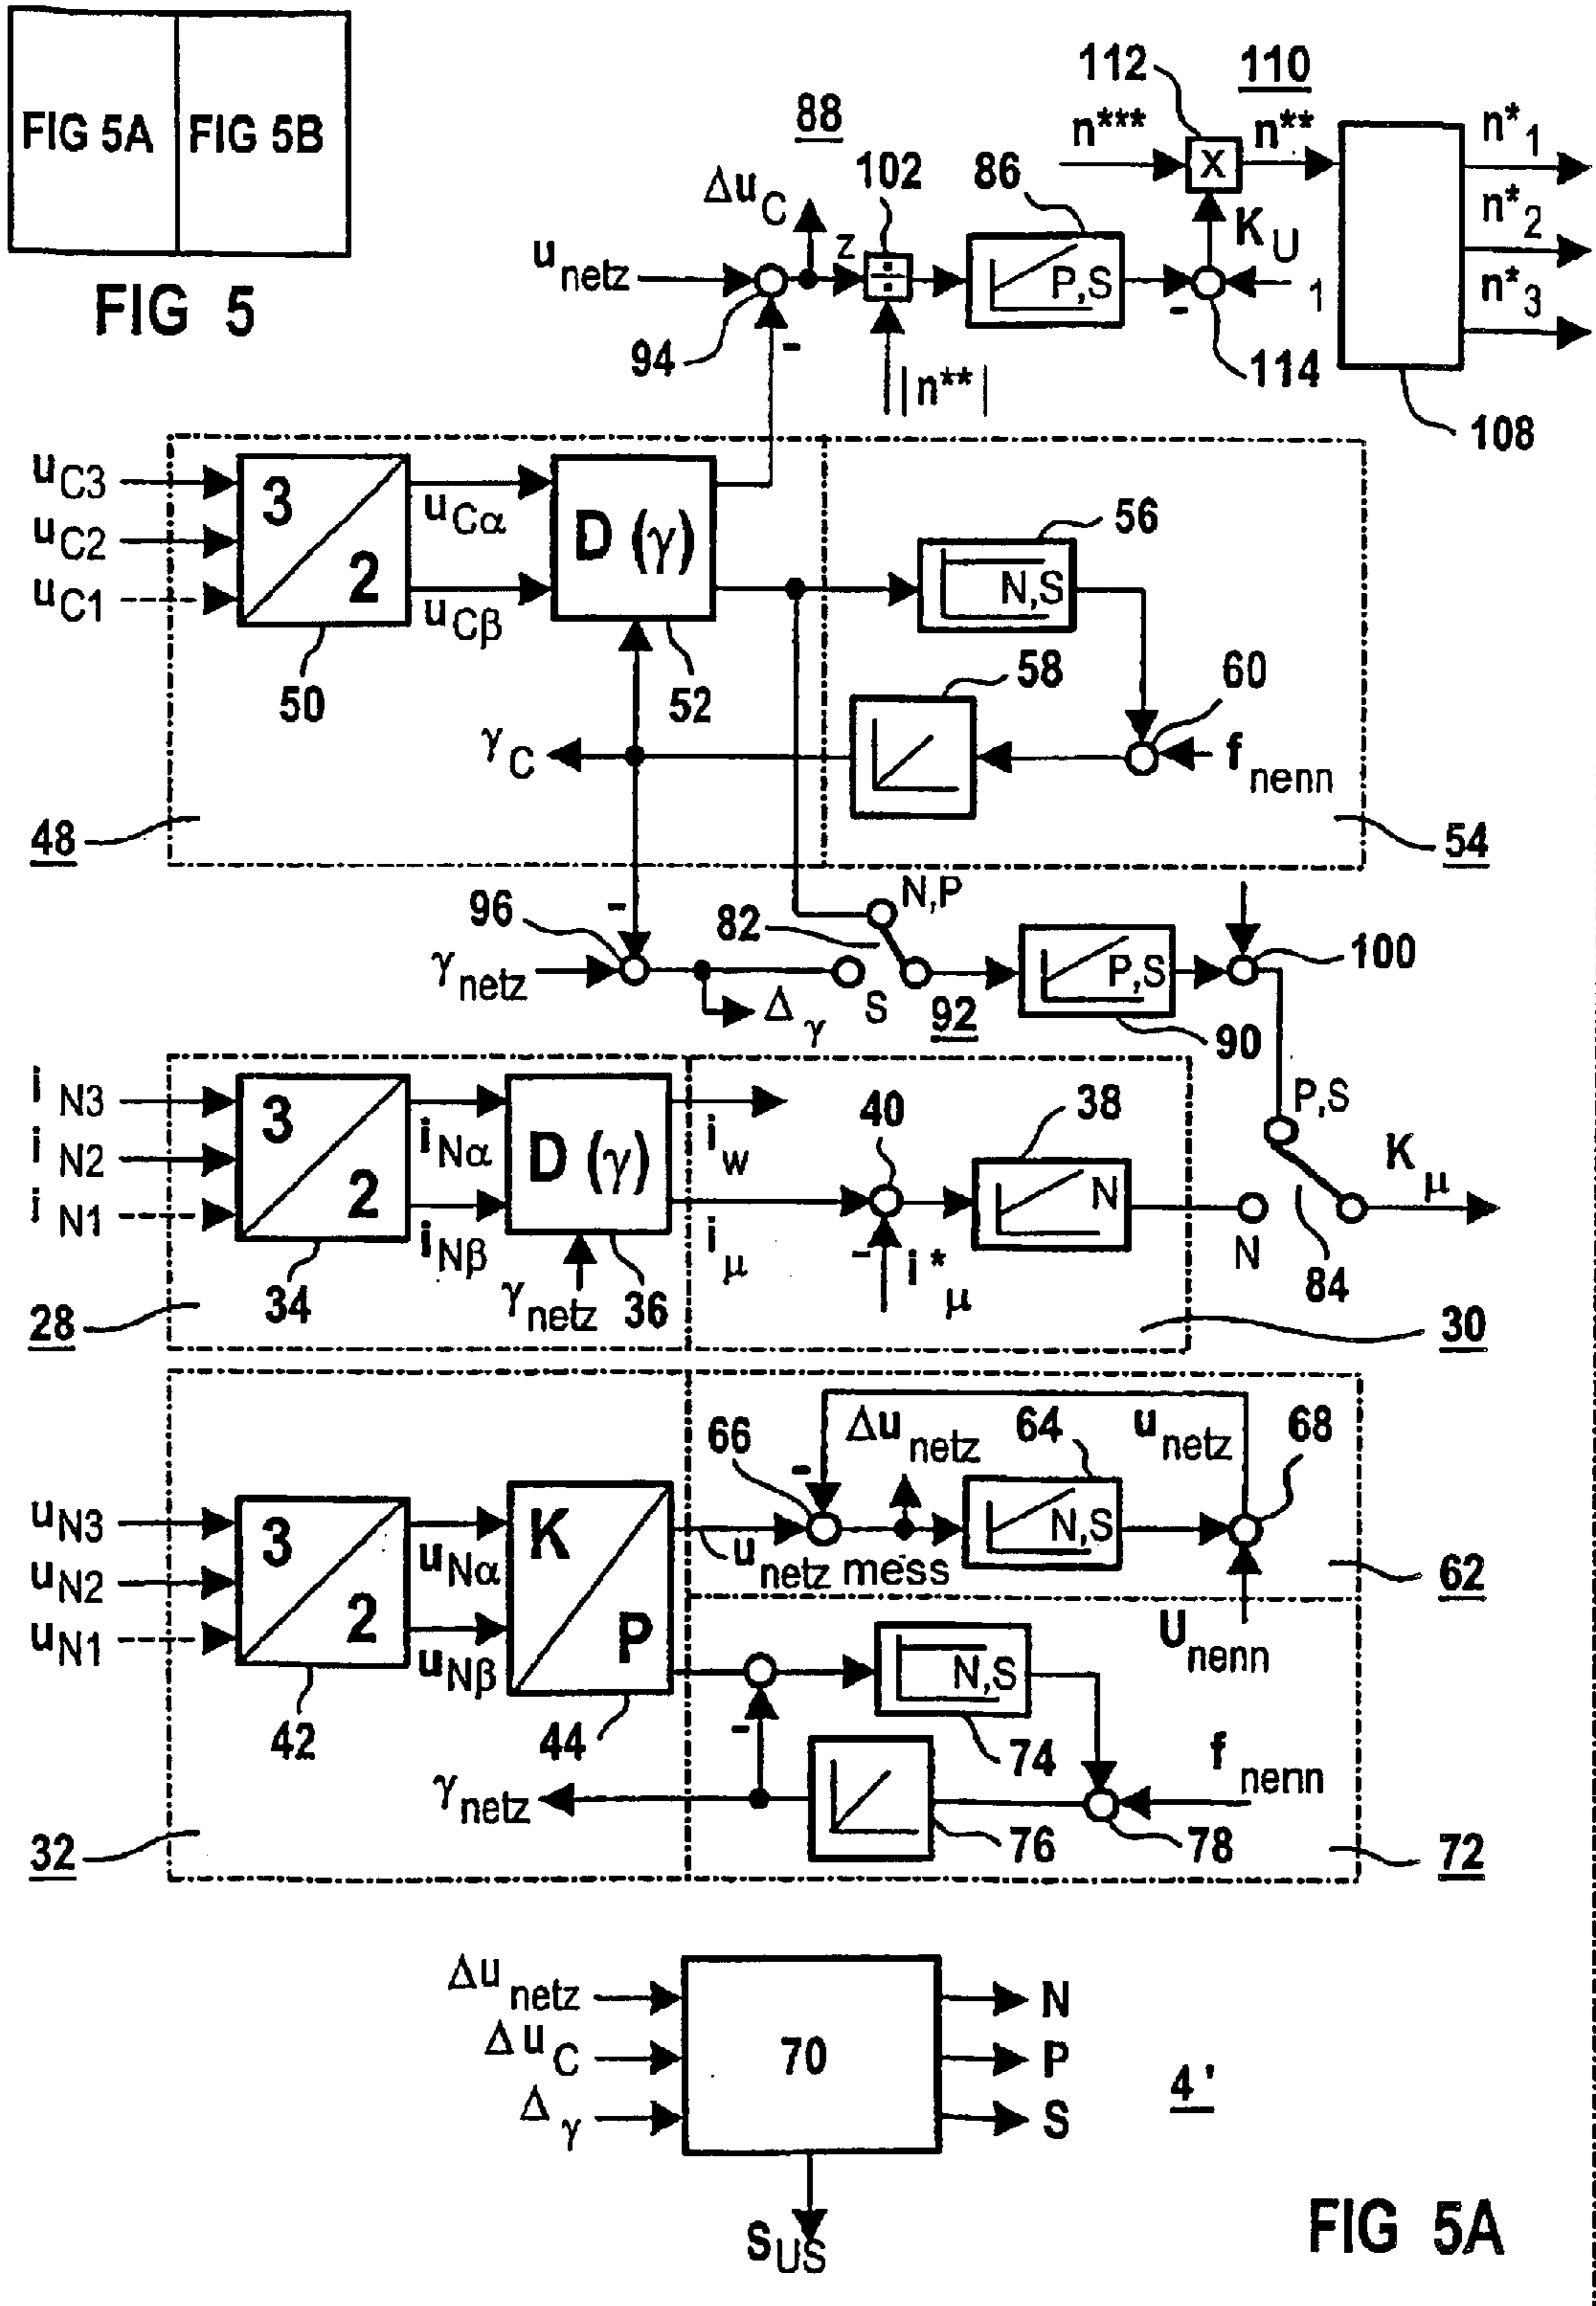 FIG 5A FIG 5B
FIG 5
112 110
n*** n** n*1
88
X
Δu_C 102 86 K_U n*2
u_netz z ÷ P,S - 1 n*3
94 - |n**| 114
108
u_C3 3 u_Cα D (γ) 56
u_C2 N,S
u_C1 2 u_Cβ
50 52 58 60
γ_C f_nenn
48 54
96 - 82 N,P 100
γ_netz Δ_γ S 92 P,S 90
i_N3 3 i_Nα D (γ) i_w 40 38 P,S
i_N2 N K_μ
i_N1 2 i_Nβ i_μ - i*_μ N
34 γ_netz 36 84
28 30
66 - Δu_netz 64 u_netz 68
u_N3 3 u_Nα K N,S
u_N2 u_netz mess 62
u_N1 2 u_Nβ P U_nenn
42 44 - N,S 74
γ_netz f_nenn
32 76 78 72
Δu_netz N
Δu_C 70 P
Δ_γ S
4'
S_US
FIG 5A